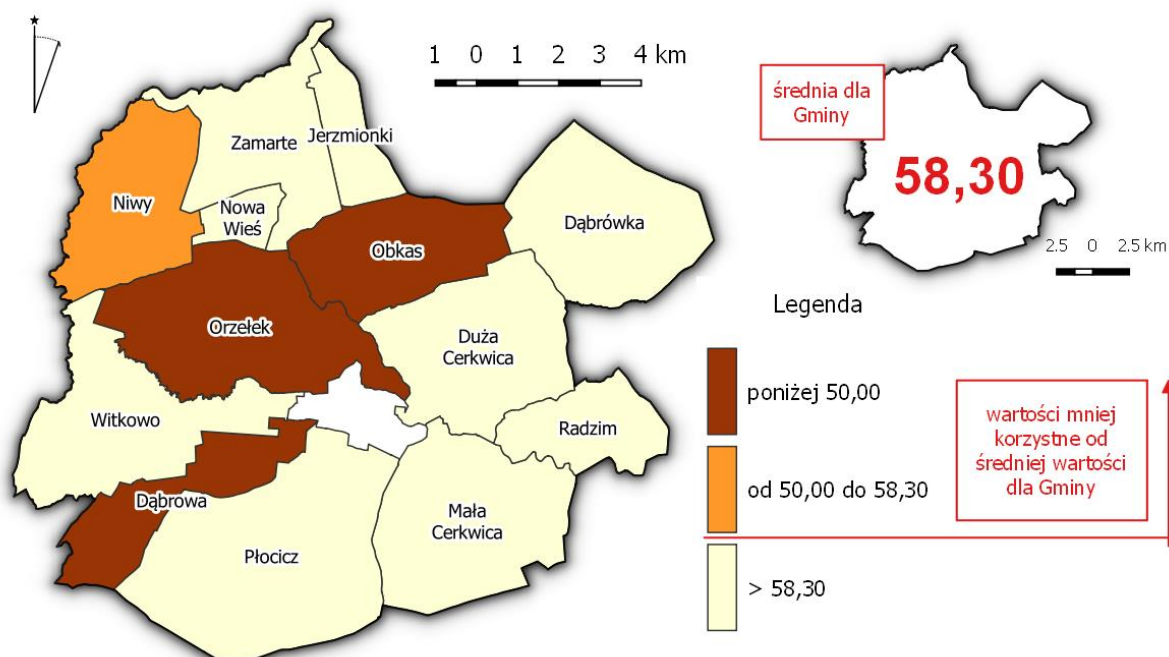 1 0 1 2 3 4 km
średnia dla
Gminy
58,30
2.5 0 2.5 km
Zamarte
Jerzmionki
Niwy
Nowa
Wieś
Obkas
Dąbrówka
Orzełek
Duża
Cerkwica
Witkowo
Radzim
Dąbrowa
Mała
Cerkwica
Płocicz
Legenda
poniżej 50,00
od 50,00 do 58,30
> 58,30
wartości mniej
korzystne od
średniej wartości
dla Gminy